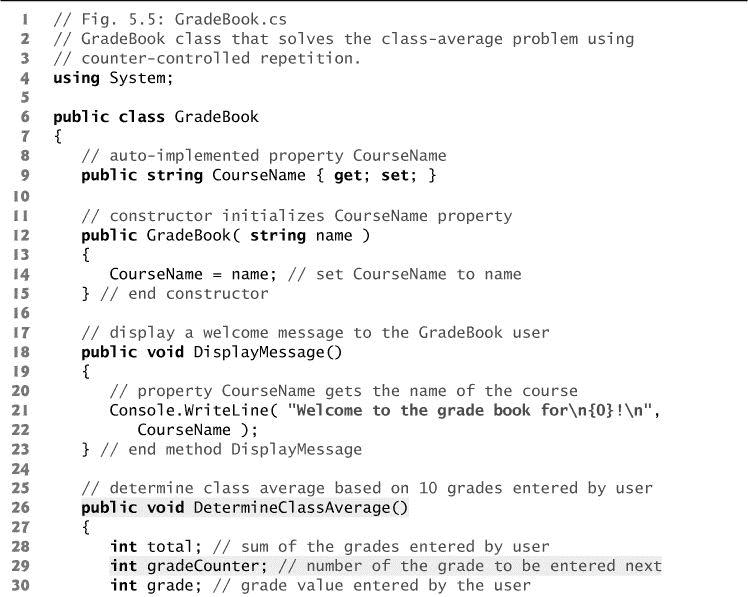 1 // Fig. 5.5: GradeBook.cs
2 // GradeBook class that solves the class-average problem using
3 // counter-controlled repetition.
4 using System;
5
6 public class GradeBook
7 {
8 // auto-implemented property CourseName
9 public string CourseName { get; set; }
10
11 // constructor initializes CourseName property
12 public GradeBook( string name )
13 {
14 CourseName = name; // set CourseName to name
15 } // end constructor
16
17 // display a welcome message to the GradeBook user
18 public void DisplayMessage()
19 {
20 // property CourseName gets the name of the course
21 Console.WriteLine( "Welcome to the grade book for\n{0}!\n",
22 CourseName );
23 } // end method DisplayMessage
24
25 // determine class average based on 10 grades entered by user
26 public void DetermineClassAverage()
27 {
28 int total; // sum of the grades entered by user
29 int gradeCounter; // number of the grade to be entered next
30 int grade; // grade value entered by the user